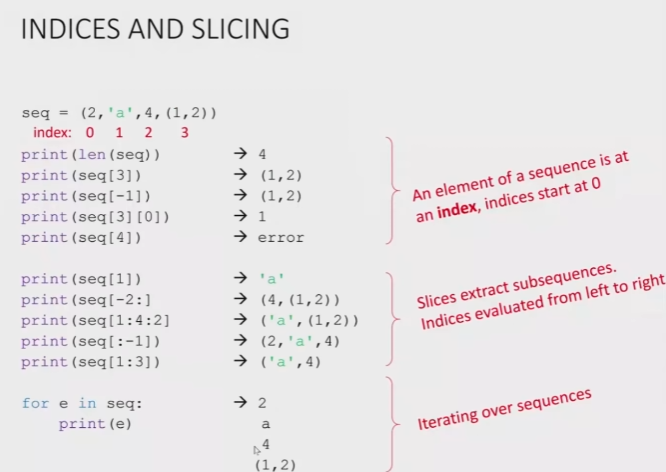 INDICES AND SLICING
seq = (2,'a',4,(1,2))
index: 0 1 2 3
print(len(seq)) → 4
print(seq[3]) → (1,2)
print(seq[-1]) → (1,2)
print(seq[3][0]) → 1
print(seq[4]) → error
An element of a sequence is at
an index, indices start at 0
print(seq[1]) → 'a'
print(seq[-2:] → (4,(1,2))
print(seq[1:4:2] → ('a',(1,2))
print(seq[:-1]) → (2,'a',4)
print(seq[1:3]) → ('a',4)
Slices extract subsequences.
Indices evaluated from left to right
for e in seq: → 2
print(e) a
4
(1,2)
Iterating over sequences